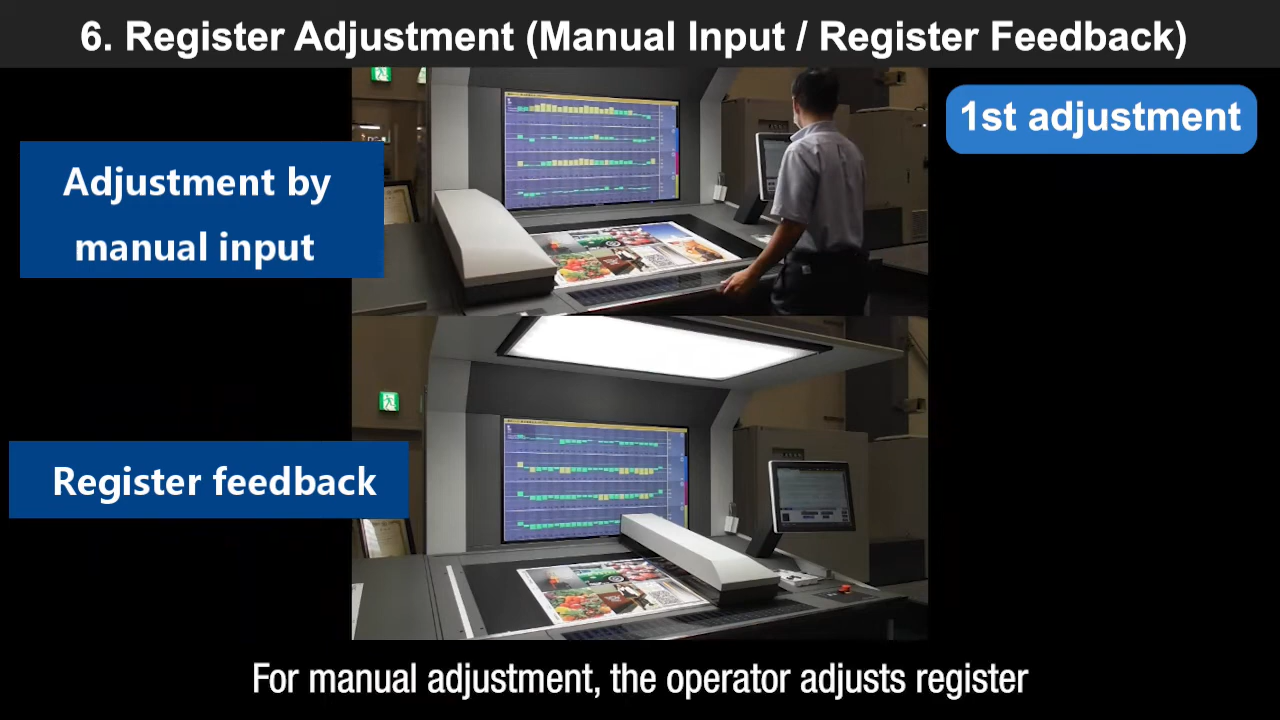 6. Register Adjustment (Manual Input / Register Feedback)
1st adjustment
Adjustment by
manual input
Register feedback
For manual adjustment, the operator adjusts register